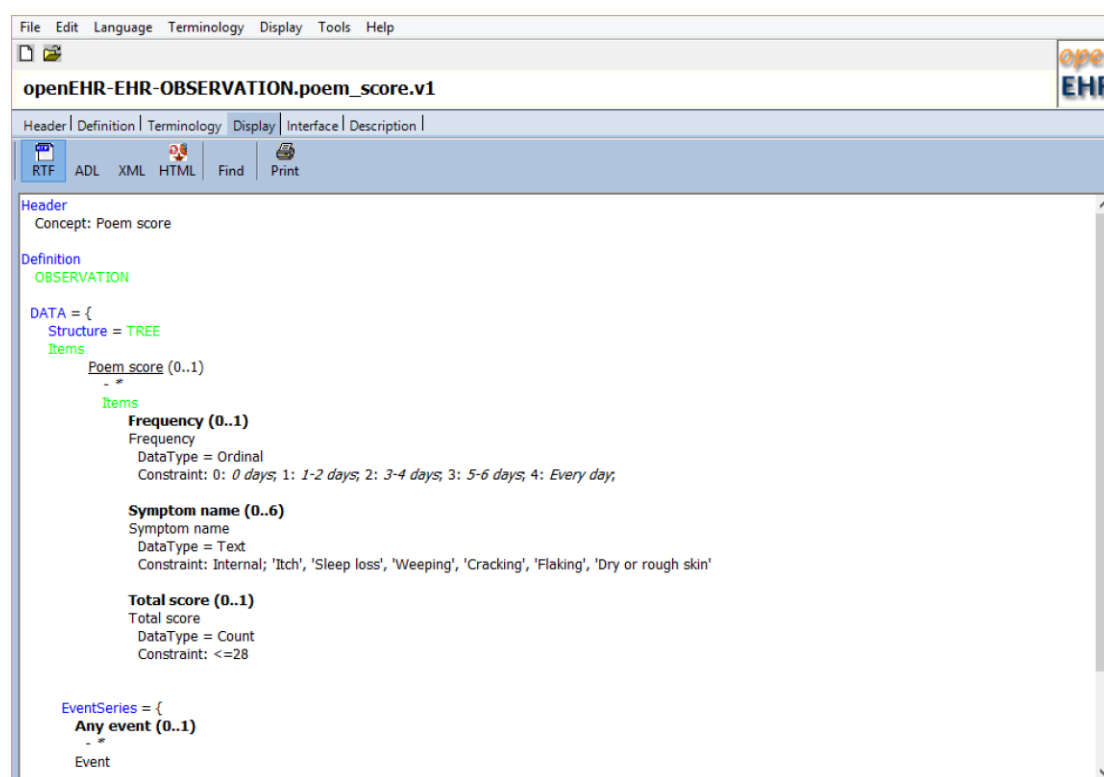 File Edit Language Terminology Display Tools Help
open
EHR
openEHR-EHR-OBSERVATION.poem_score.v1
Header Definition Terminology Display Interface Description
RTF ADL XML HTML Find Print
Header
Concept: Poem score
Definition
OBSERVATION
DATA = {
Structure = TREE
Items
Poem score (0..1)
- *
Items
Frequency (0..1)
Frequency
DataType = Ordinal
Constraint: 0: 0 days; 1: 1-2 days; 2: 3-4 days; 3: 5-6 days; 4: Every day;
Symptom name (0..6)
Symptom name
DataType = Text
Constraint: Internal; 'Itch', 'Sleep loss', 'Weeping', 'Cracking', 'Flaking', 'Dry or rough skin'
Total score (0..1)
Total score
DataType = Count
Constraint: <=28
EventSeries = {
Any event (0..1)
- *
Event